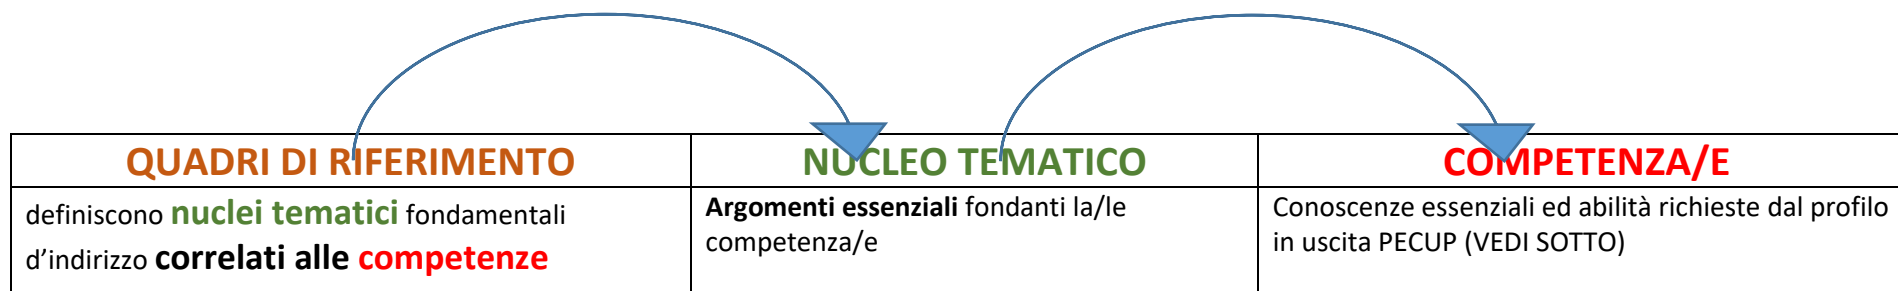 QUADRI DI RIFERIMENTO
NUCLEO TEMATICO
COMPETENZA/E
definiscono nuclei tematici fondamentali
d’indirizzo correlati alle competenze
Argomenti essenziali fondanti la/le
competenza/e
Conoscenze essenziali ed abilità richieste dal profilo
in uscita PECUP (VEDI SOTTO)